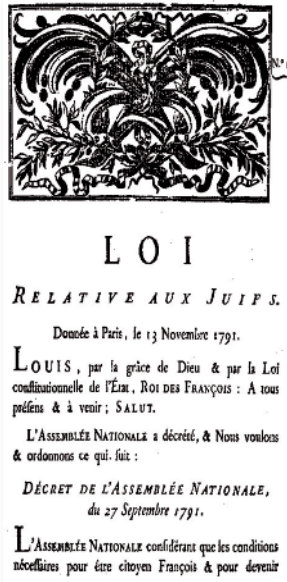 N.°
LOI
RELATIVE AUX JUIFS.
Donnée à Paris, le 13 Novembre 1791.
LOUIS, par la grâce de Dieu & par la Loi
constitutionnelle de l'État, ROI DES FRANÇOIS : A tous
présens & à venir ; SALUT.
L'ASSEMBLÉE NATIONALE a décrété, & Nous voulons
& ordonnons ce qui suit :
DÉCRET DE L'ASSEMBLÉE NATIONALE,
du 27 Septembre 1791.
L'ASSEMBLÉE NATIONALE considérant que les conditions
nécessaires pour être citoyen François & pour devenir